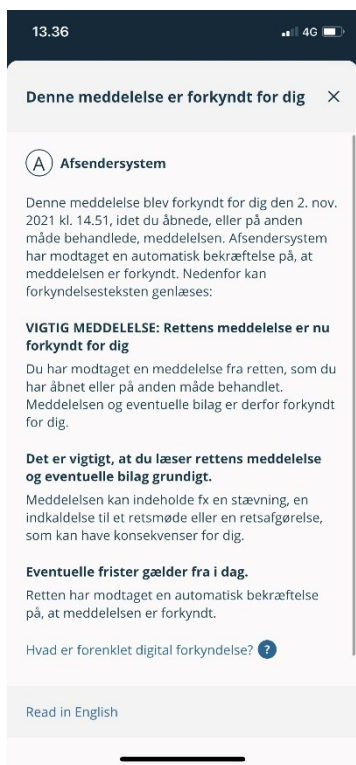 13.36
4G
Denne meddelelse er forkyndt for dig
A Afsendersystem
Denne meddelelse blev forkyndt for dig den 2. nov.
2021 kl. 14.51, idet du åbnede, eller på anden
måde behandlede, meddelelsen. Afsendersystem
har modtaget en automatisk bekræftelse på, at
meddelelsen er forkyndt. Nedenfor kan
forkyndelsesteksten genlæses:
VIGTIG MEDDELELSE: Rettens meddelelse er nu
forkyndt for dig
Du har modtaget en meddelelse fra retten, som du
har åbnet eller på anden måde behandlet.
Meddelelsen og eventuelle bilag er derfor forkyndt
for dig.
Det er vigtigt, at du læser rettens meddelelse
og eventuelle bilag grundigt.
Meddelelsen kan indeholde fx en stævning, en
indkaldelse til et retsmøde eller en retsafgørelse,
som kan have konsekvenser for dig.
Eventuelle frister gælder fra i dag.
Retten har modtaget en automatisk bekræftelse
på, at meddelelsen er forkyndt.
Hvad er forenklet digital forkyndelse? ?
Read in English